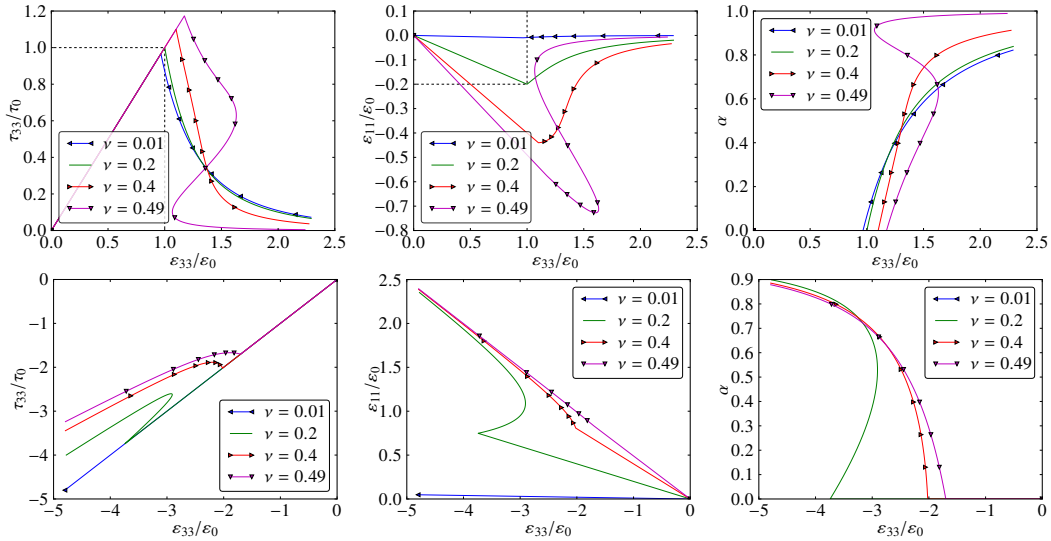 1.2
1.0
0.8
0.6
0.4
0.2
0.0
τ₃₃/τ₀
ν = 0.01
ν = 0.2
ν = 0.4
ν = 0.49
0.0 0.5 1.0 1.5 2.0 2.5
ε₃₃/ε₀
0.0
−0.1
−0.2
−0.3
−0.4
−0.5
−0.6
−0.7
−0.8
ε₁₁/ε₀
ν = 0.01
ν = 0.2
ν = 0.4
ν = 0.49
0.0 0.5 1.0 1.5 2.0 2.5
ε₃₃/ε₀
1.0
0.8
0.6
0.4
0.2
0.0
α
ν = 0.01
ν = 0.2
ν = 0.4
ν = 0.49
0.0 0.5 1.0 1.5 2.0 2.5
ε₃₃/ε₀
0
−1
−2
−3
−4
−5
τ₃₃/τ₀
ν = 0.01
ν = 0.2
ν = 0.4
ν = 0.49
−5 −4 −3 −2 −1 0
ε₃₃/ε₀
2.5
2.0
1.5
1.0
0.5
0.0
ε₁₁/ε₀
ν = 0.01
ν = 0.2
ν = 0.4
ν = 0.49
−5 −4 −3 −2 −1 0
ε₃₃/ε₀
0.9
0.8
0.7
0.6
0.5
0.4
0.3
0.2
0.1
0.0
α
ν = 0.01
ν = 0.2
ν = 0.4
ν = 0.49
−5 −4 −3 −2 −1 0
ε₃₃/ε₀